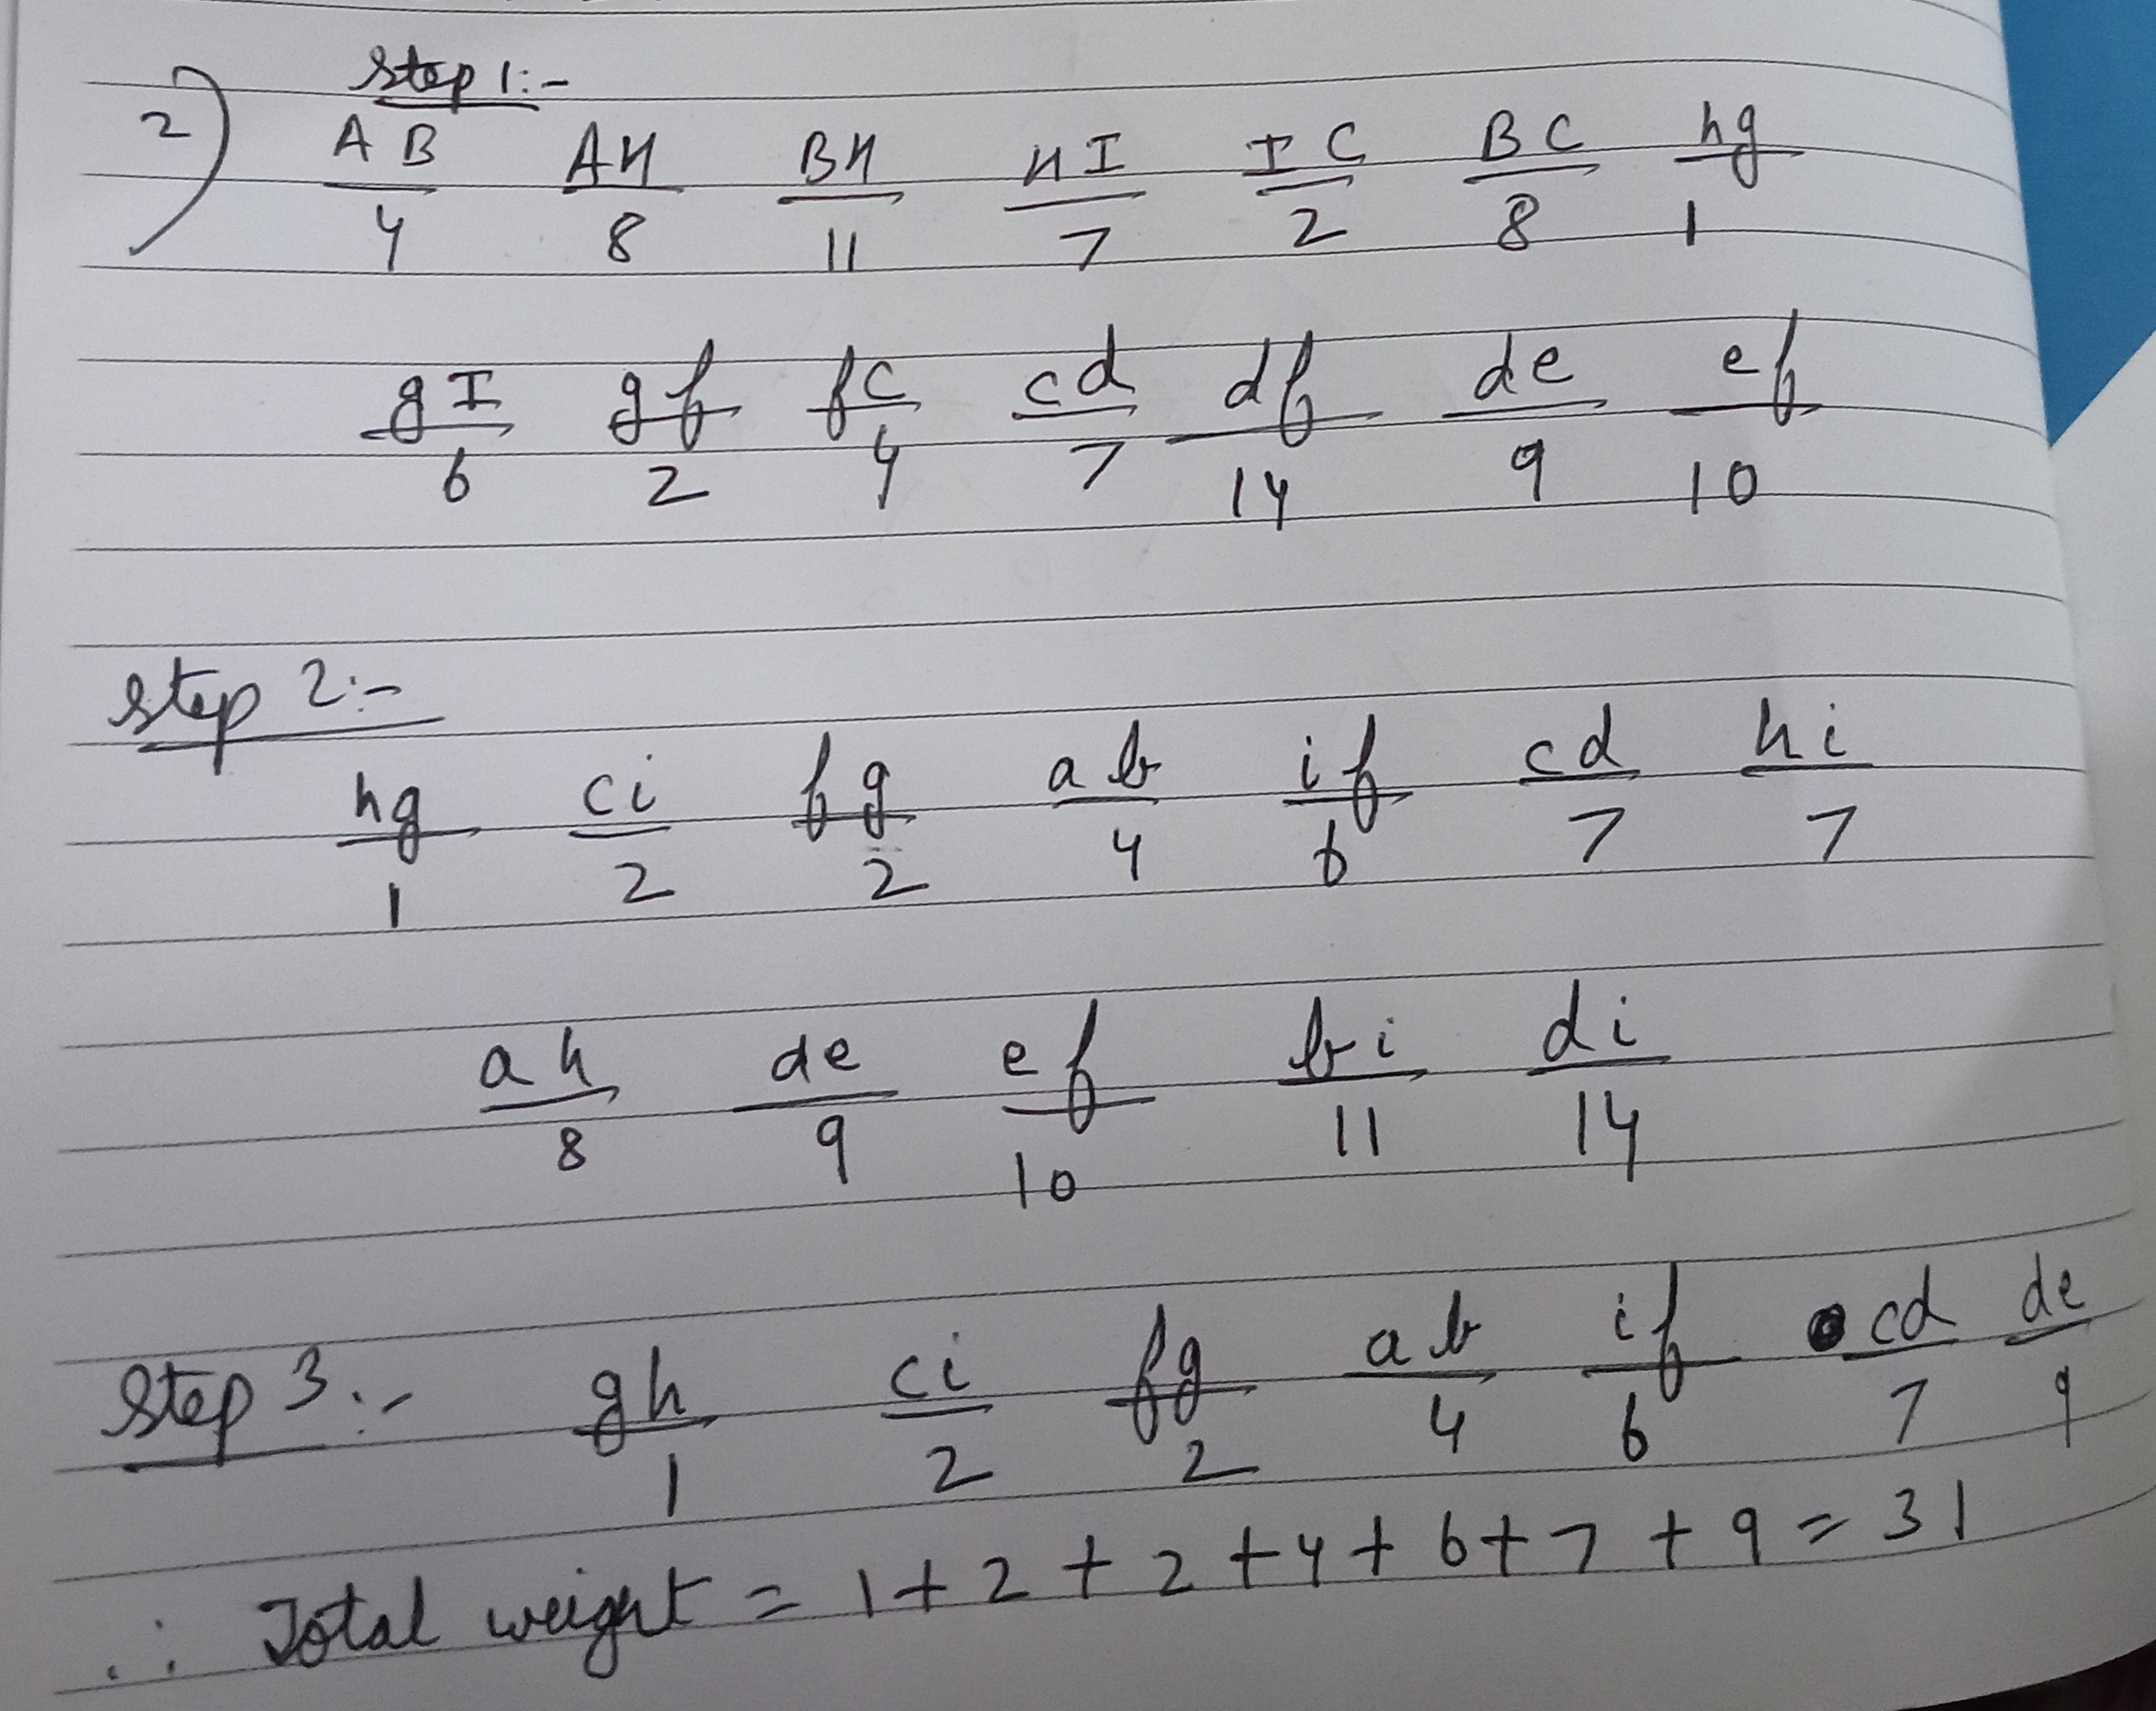 2) Step 1:-
AB AH BH HI IC BC hg
4 8 11 7 2 8 1
gI gf fc cd df de ef
6 2 4 7 14 9 10
Step 2:-
hg ci fg ab if cd hi
1 2 2 4 6 7 7
ah de ef bi di
8 9 10 11 14
Step 3:- gh ci fg ab if cd de
1 2 2 4 6 7 9
∴ Total weight = 1+2+2+4+6+7+9=31